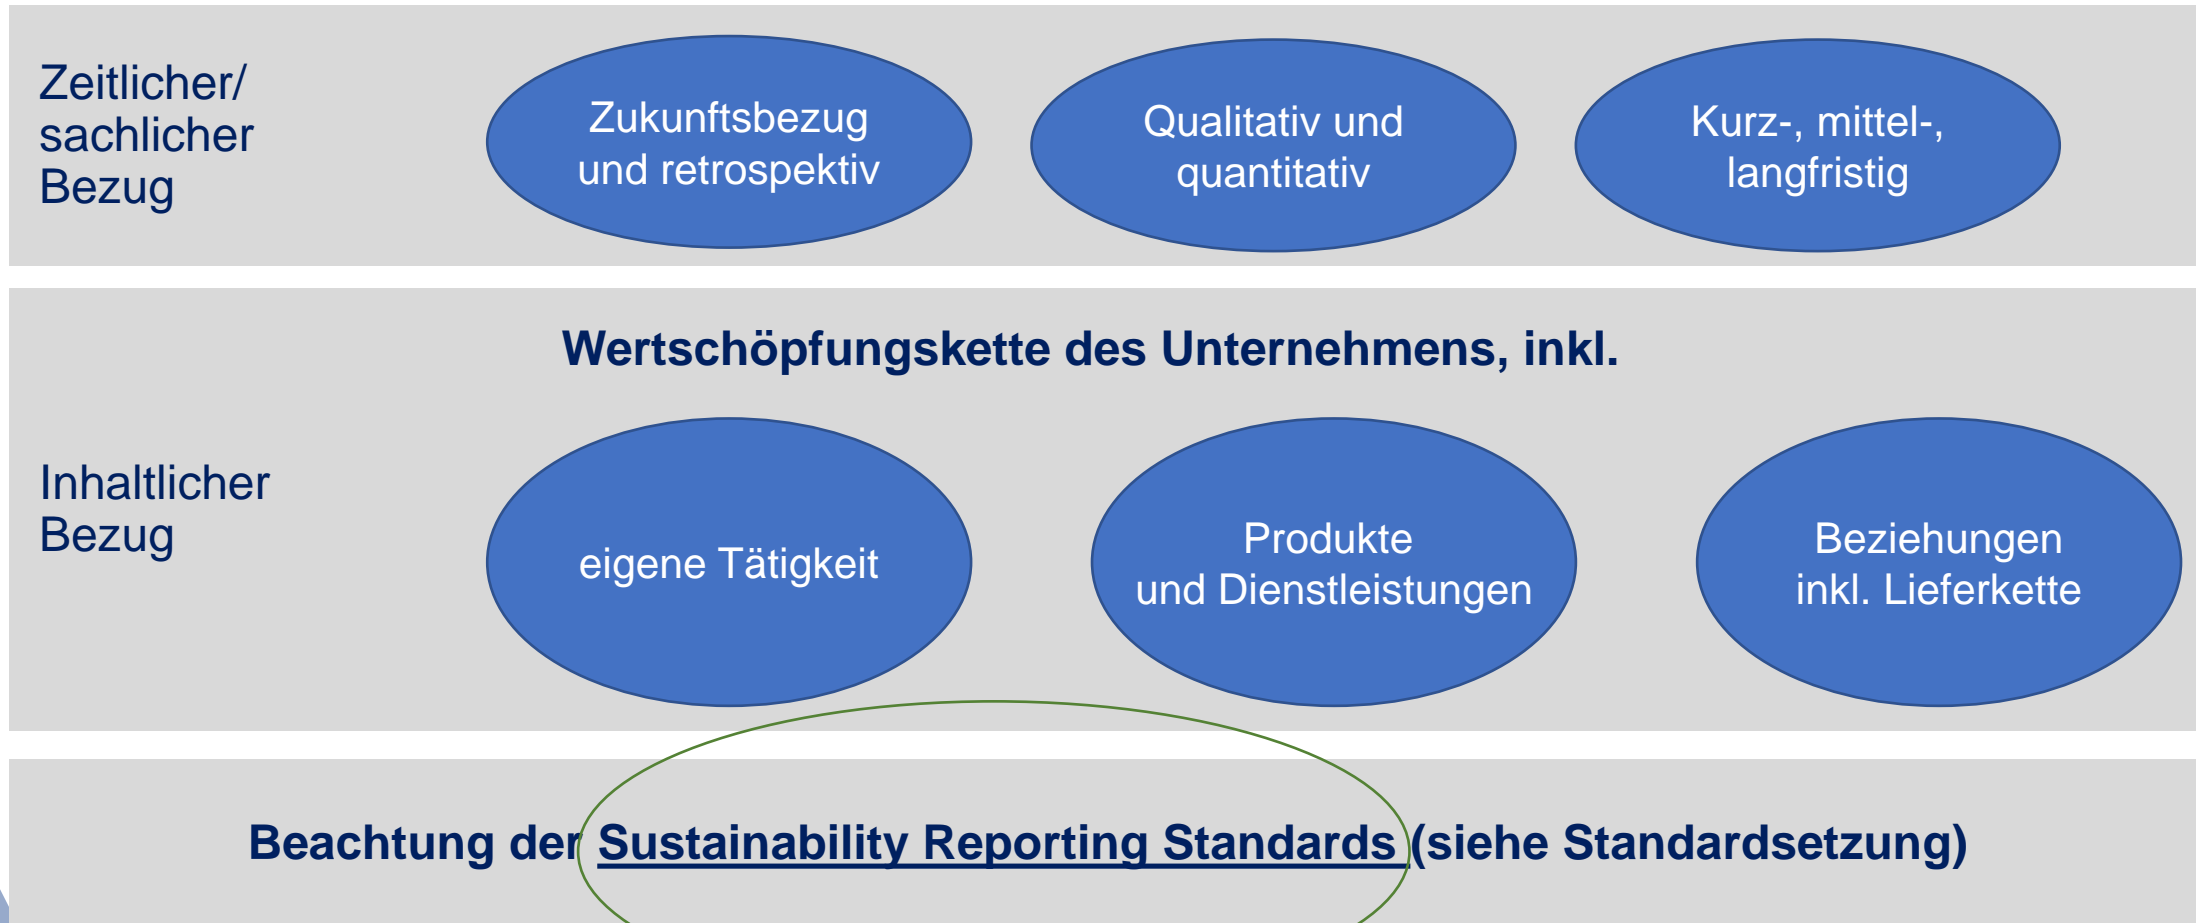 Zeitlicher/
sachlicher
Bezug
Zukunftsbezug
und retrospektiv
Qualitativ und
quantitativ
Kurz-, mittel-,
langfristig
Wertschöpfungskette des Unternehmens, inkl.
Inhaltlicher
Bezug
eigene Tätigkeit
Produkte
und Dienstleistungen
Beziehungen
inkl. Lieferkette
Beachtung der Sustainability Reporting Standards (siehe Standardsetzung)